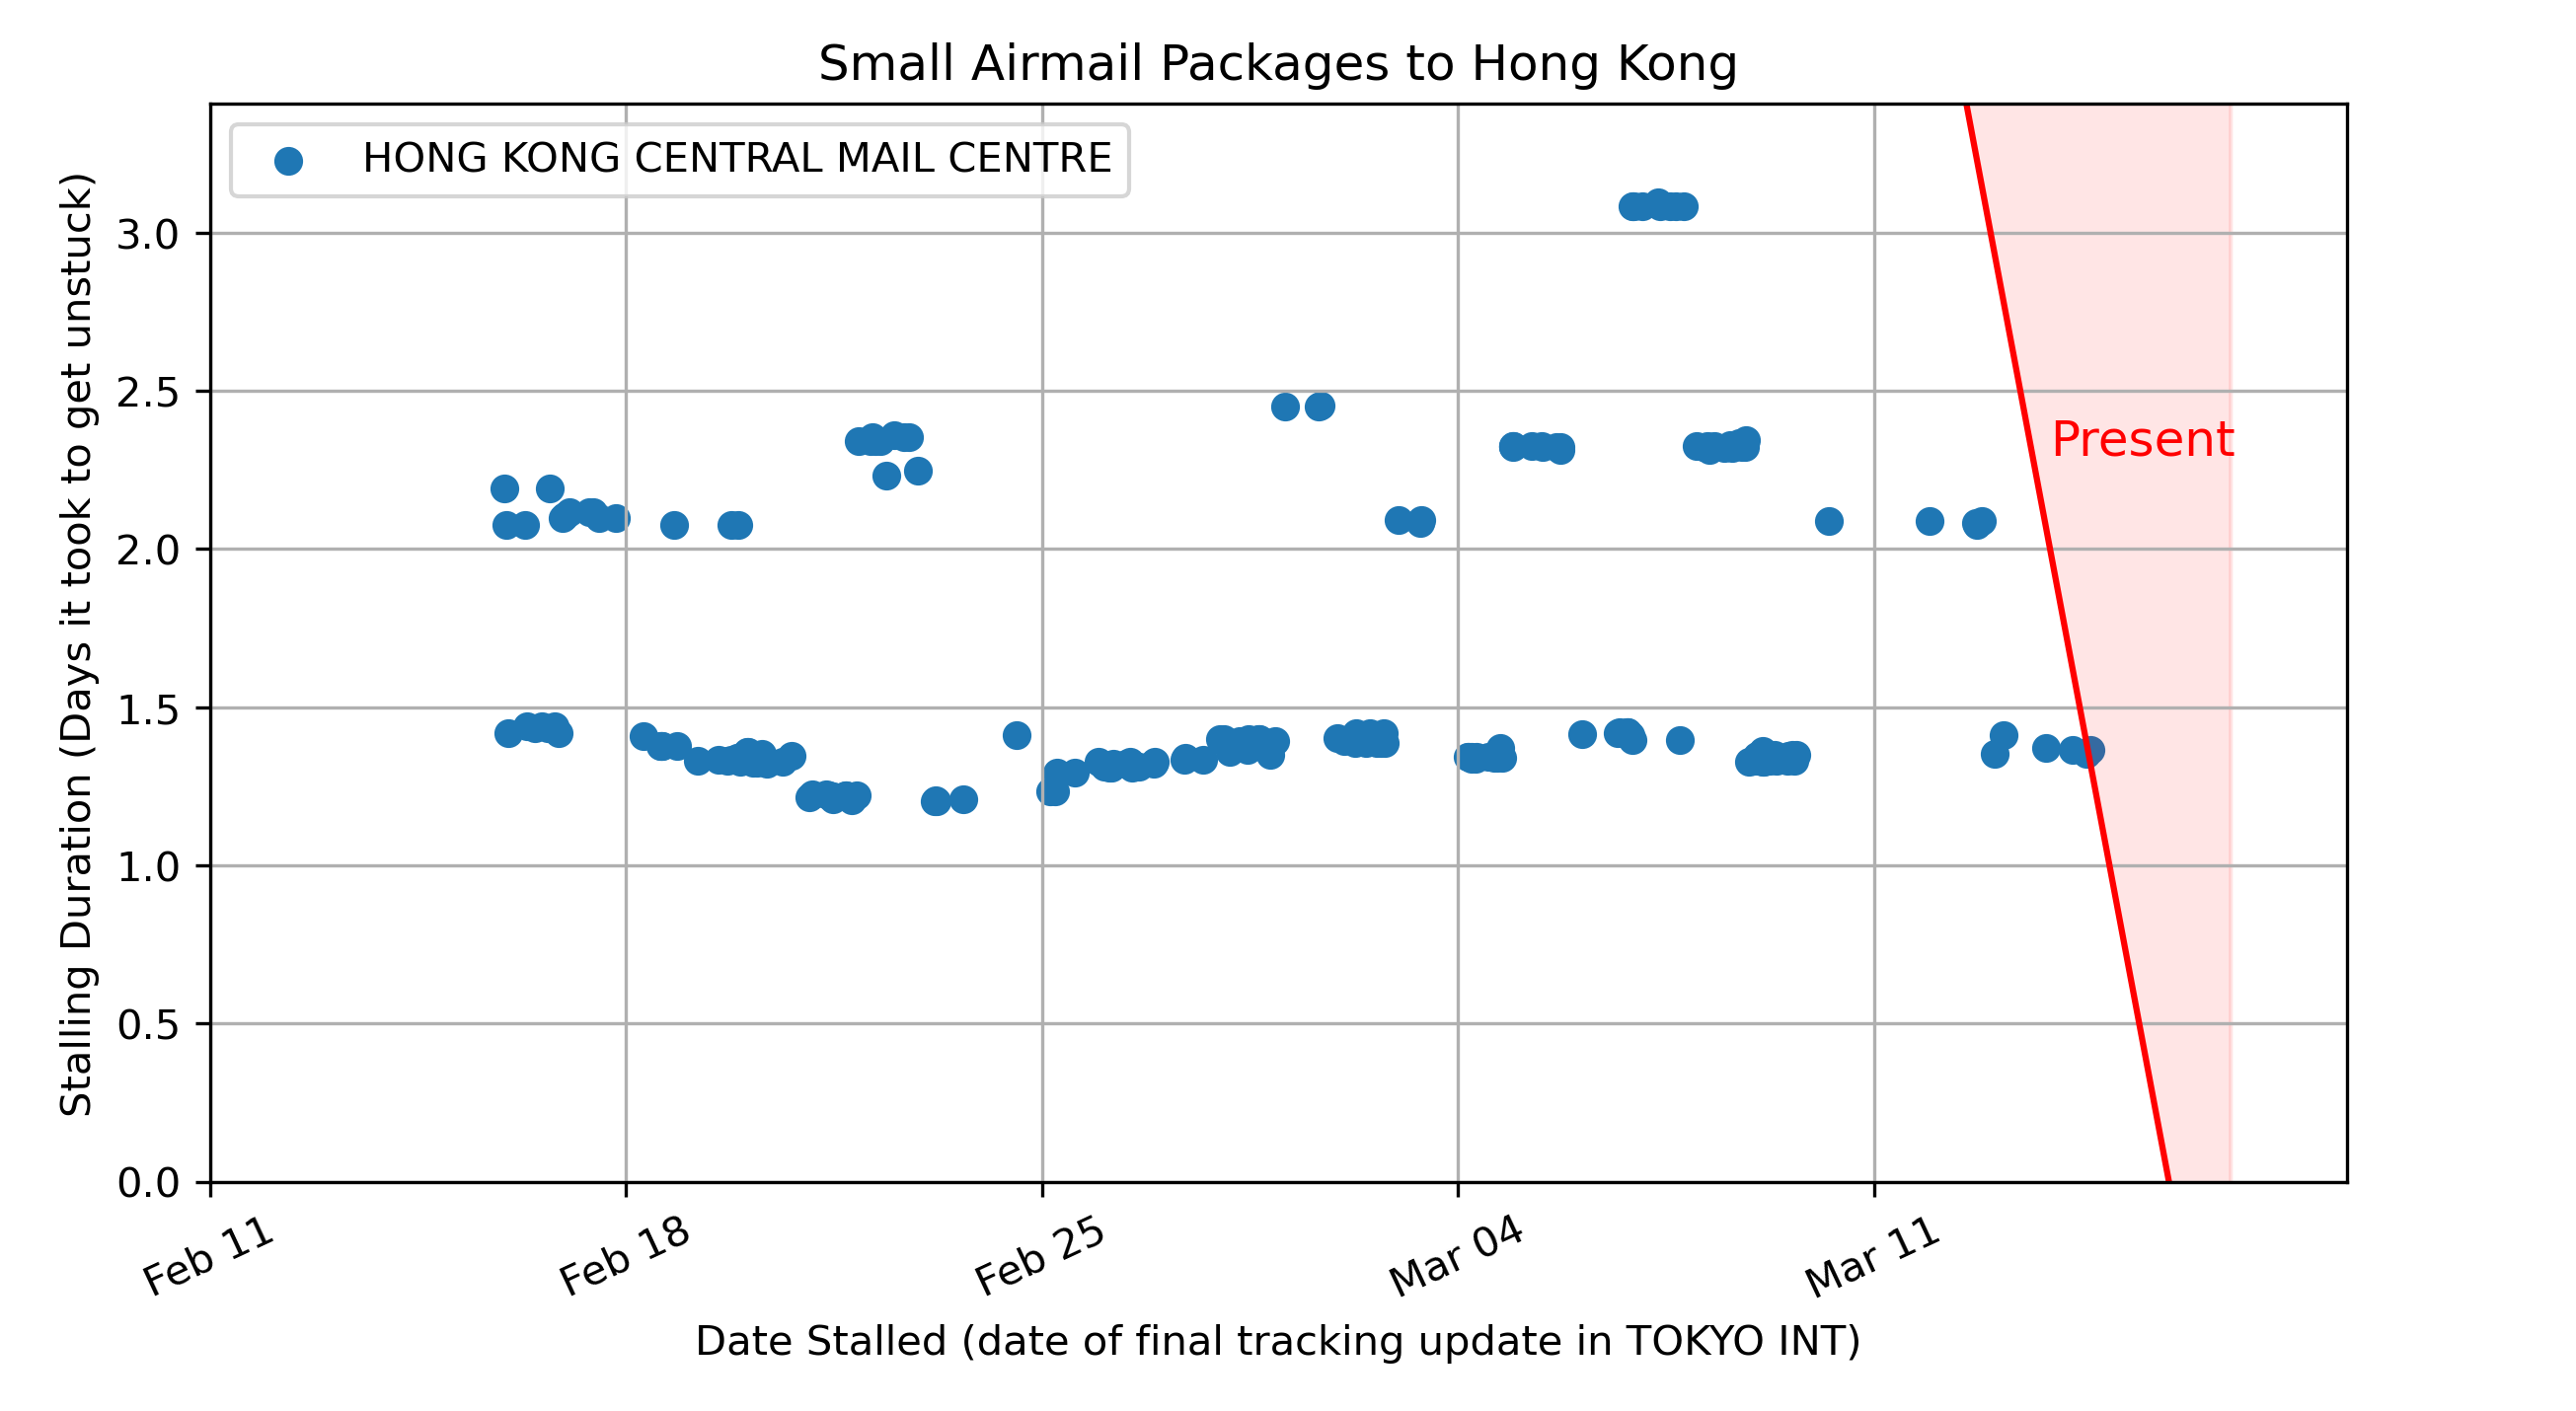 Small Airmail Packages to Hong Kong
HONG KONG CENTRAL MAIL CENTRE
Stalling Duration (Days it took to get unstuck)
3.0
2.5
2.0
1.5
1.0
0.5
0.0
Present
Feb 11
Feb 18
Feb 25
Mar 04
Mar 11
Date Stalled (date of final tracking update in TOKYO INT)